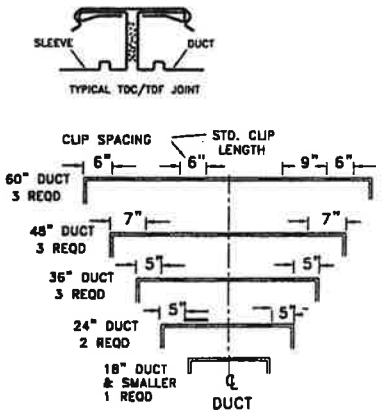 SLEEVE
DUCT
TYPICAL TDC/TDF JOINT
CLIP SPACING
STD. CLIP
LENGTH
6" 6" 9" 6"
60" DUCT
3 REQD
7" 7"
48" DUCT
3 REQD
5" 5"
36" DUCT
3 REQD
5" 5"
24" DUCT
2 REQD
18" DUCT
& SMALLER
1 REQD
℄
DUCT